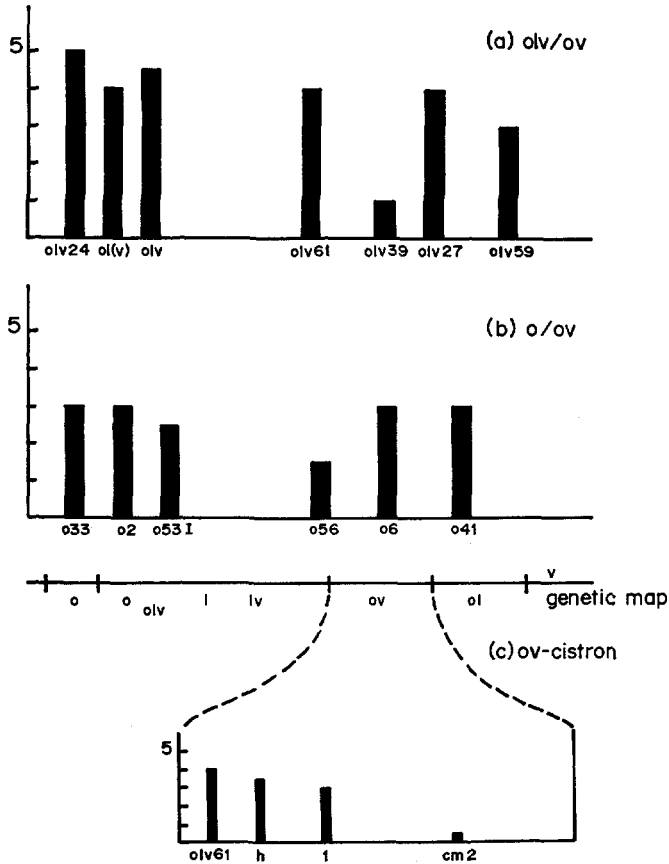 5
(a) olv/ov
olv24 ol(v) olv olv61 olv39 olv27 olv59
5
(b) o/ov
o33 o2 o53I o56 o6 o41
v
o o olv l lv ov ol genetic map
(c) ov-cistron
5
olv61 h 1 cm2